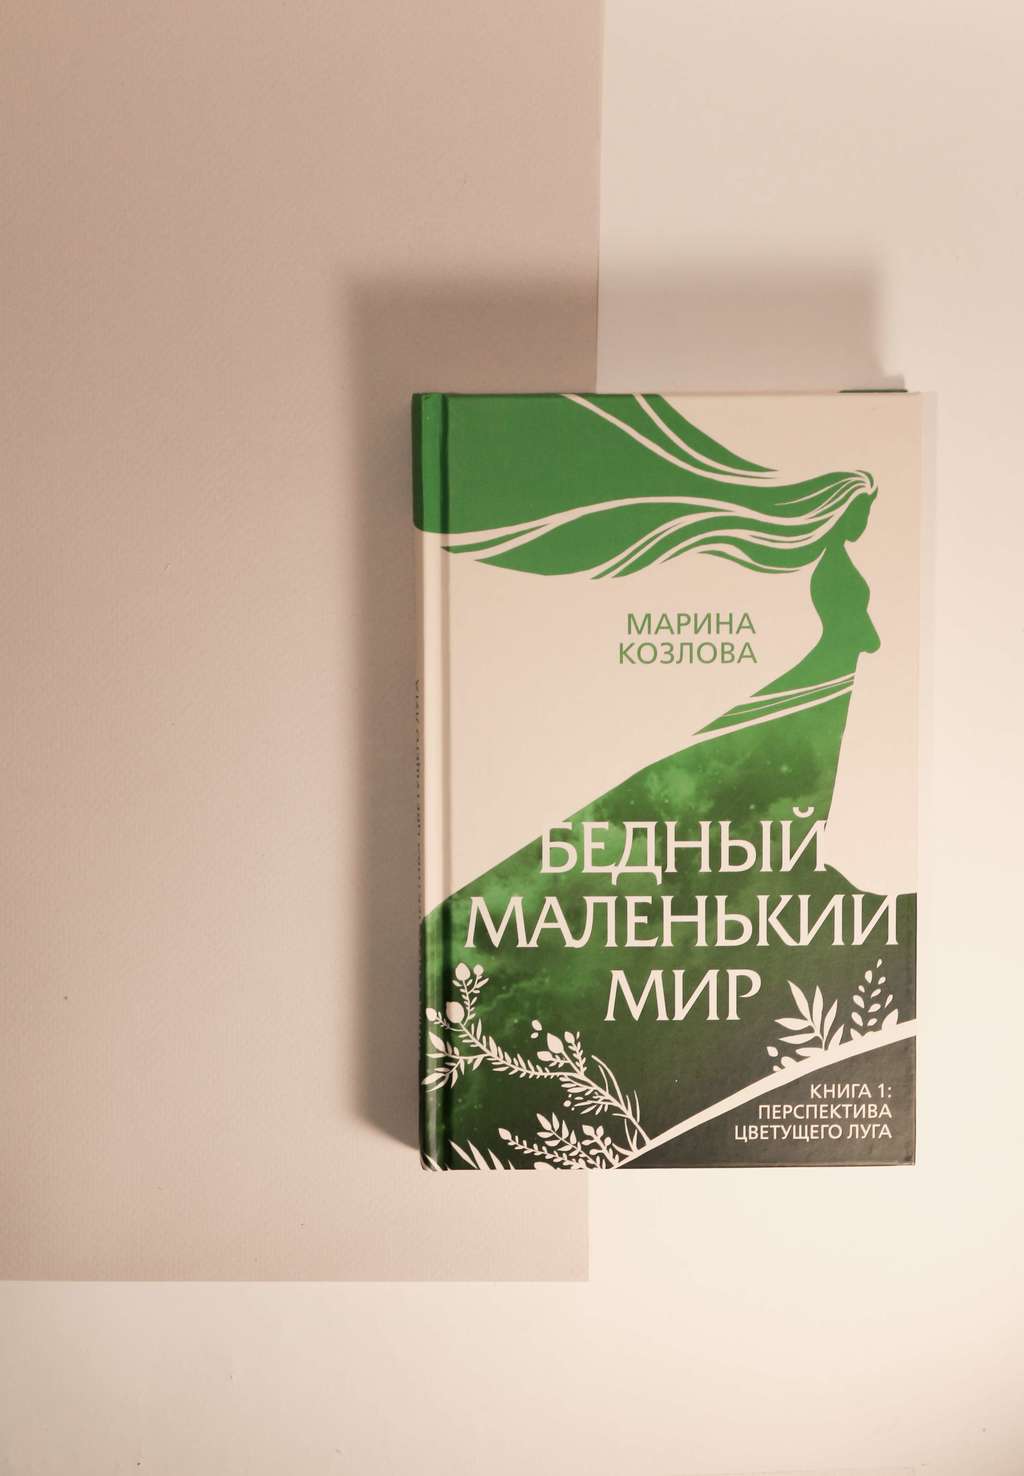 МАРИНА
КОЗЛОВА
БЕДНЫЙ
МАЛЕНЬКИЙ
МИР
КНИГА 1:
ПЕРСПЕКТИВА
ЦВЕТУЩЕГО ЛУГА